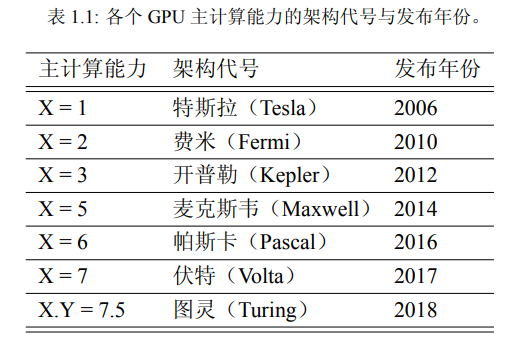 表 1.1: 各个 GPU 主计算能力的架构代号与发布年份。
主计算能力 架构代号 发布年份
X = 1 特斯拉（Tesla） 2006
X = 2 费米（Fermi） 2010
X = 3 开普勒（Kepler） 2012
X = 5 麦克斯韦（Maxwell） 2014
X = 6 帕斯卡（Pascal） 2016
X = 7 伏特（Volta） 2017
X.Y = 7.5 图灵（Turing） 2018